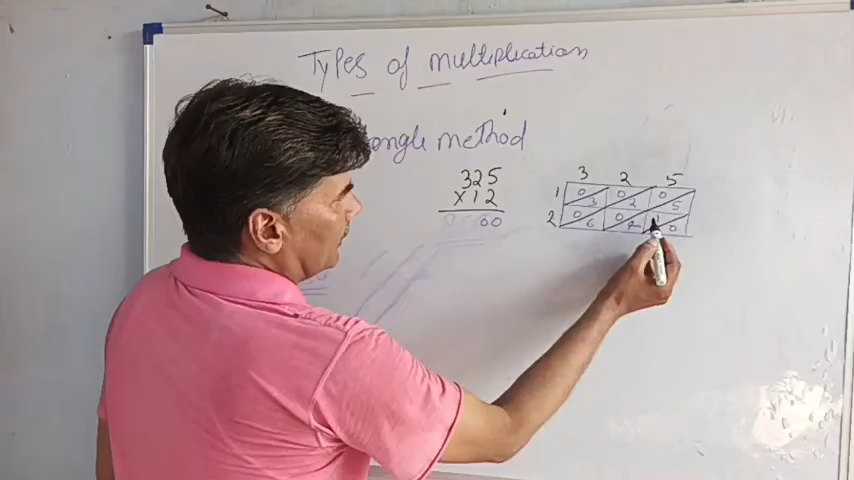 Types of multiplication
angle method
325
x12
00
3 2 5
1 0 3 0 2 0 5
2 0 6 0 4 1 0